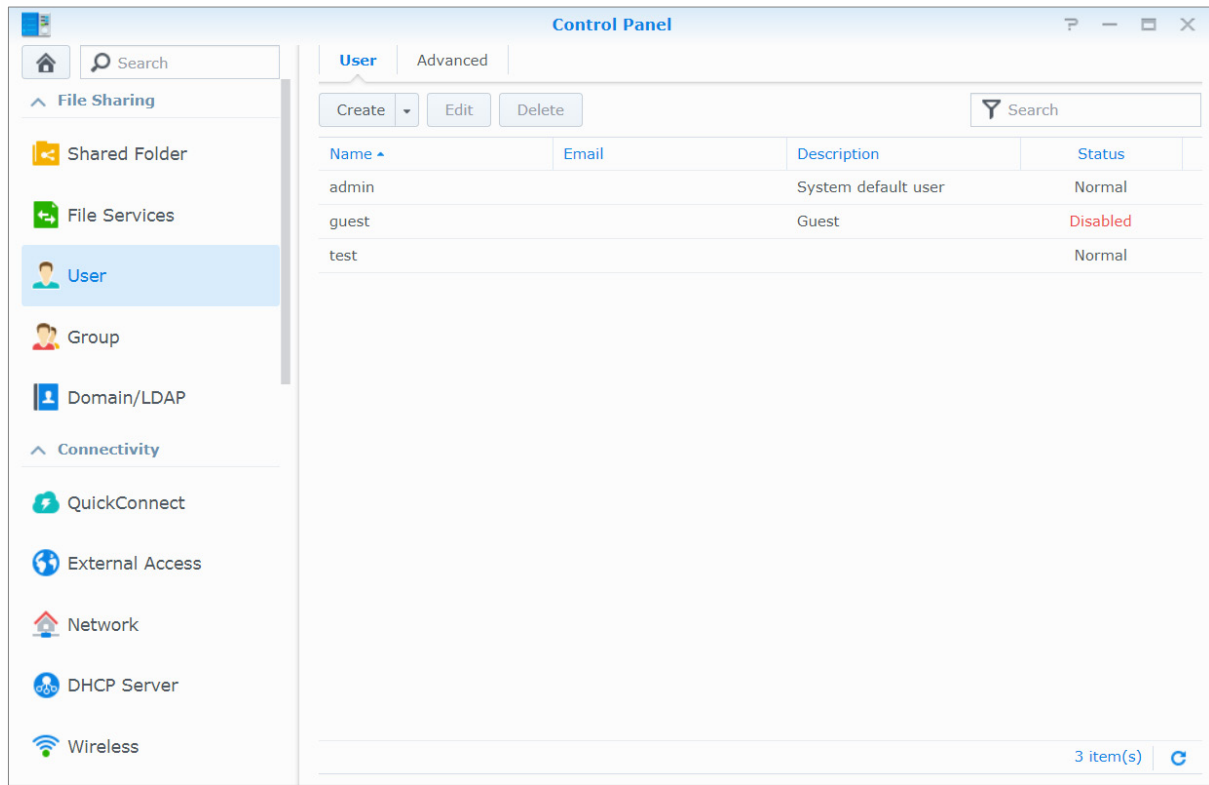 Control Panel
Search
File Sharing
Shared Folder
File Services
User
Group
Domain/LDAP
Connectivity
QuickConnect
External Access
Network
DHCP Server
Wireless
User Advanced
Create Edit Delete Search
Name Email Description Status
admin System default user Normal
guest Guest Disabled
test Normal
3 item(s)